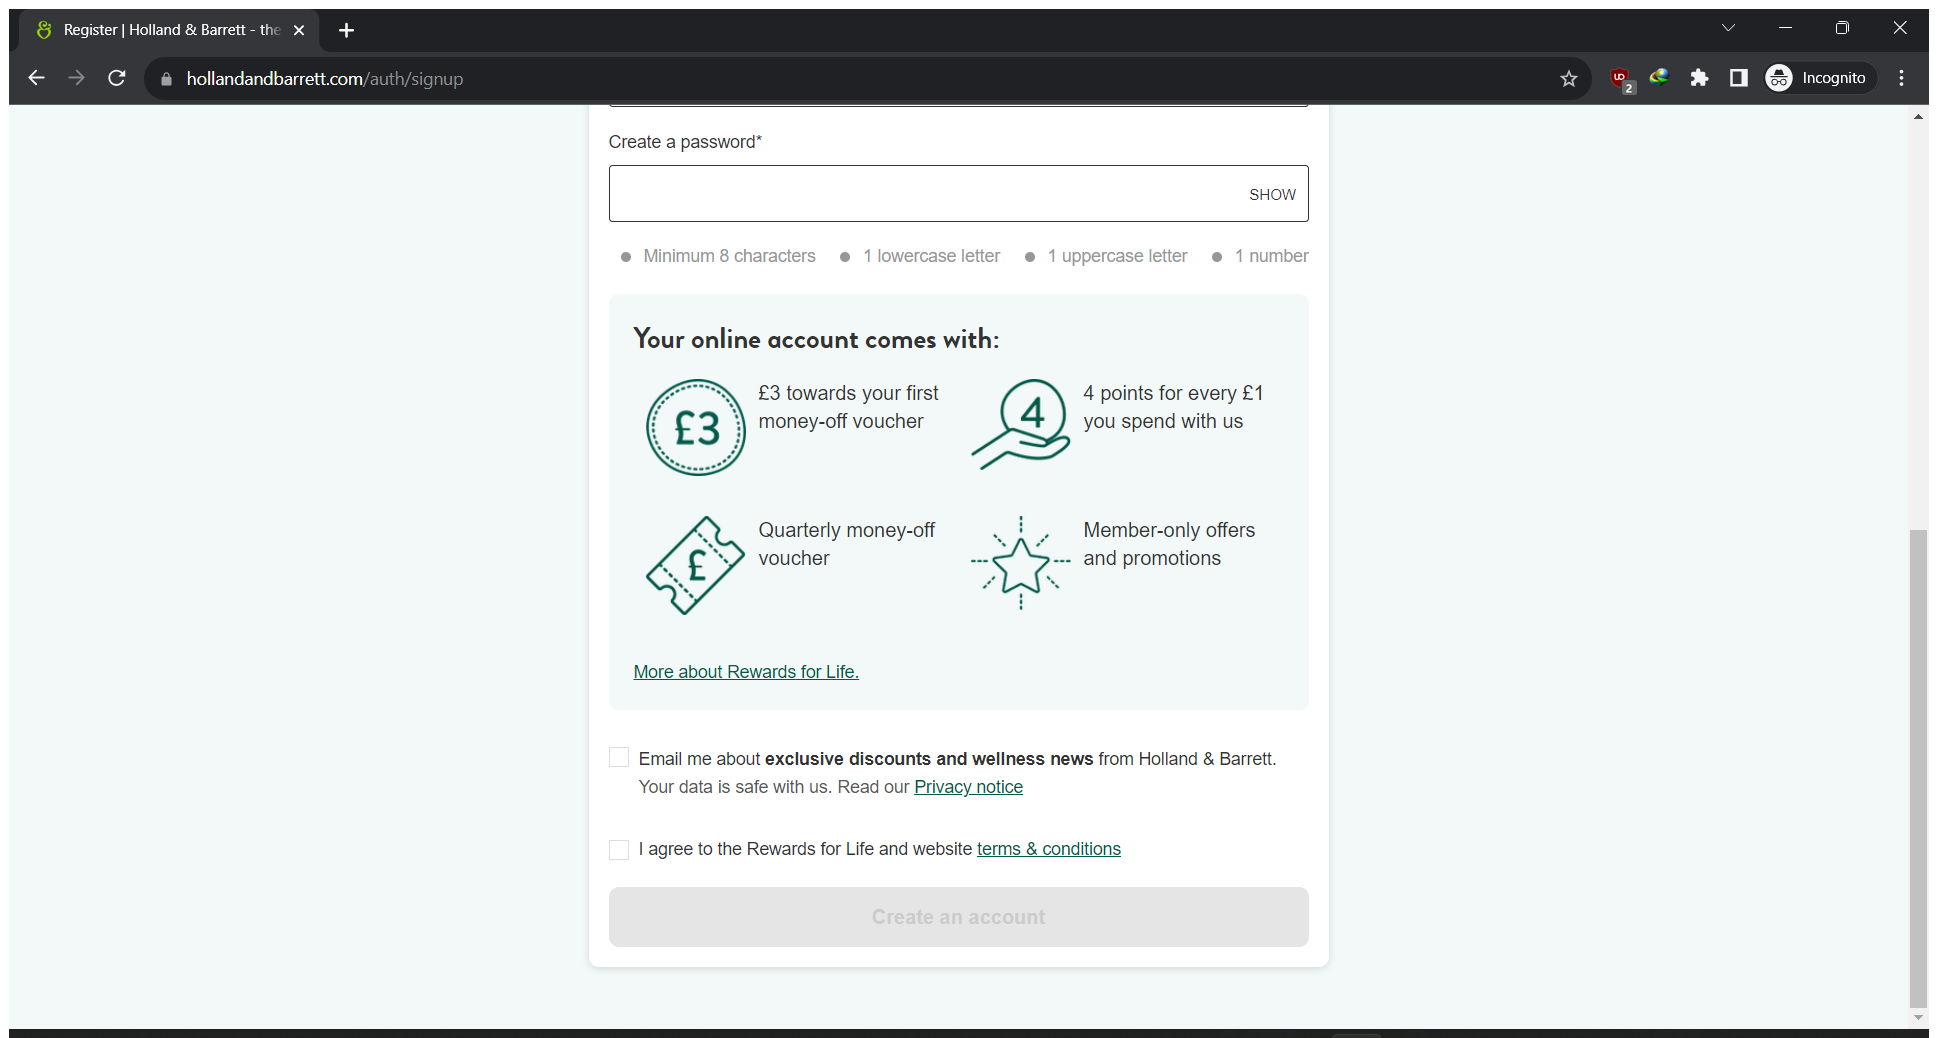 Register | Holland & Barrett - the
hollandandbarrett.com/auth/signup
2
Incognito
Create a password*
SHOW
Minimum 8 characters 1 lowercase letter 1 uppercase letter 1 number
Your online account comes with:
£3
£3 towards your first
money-off voucher
4
4 points for every £1
you spend with us
£
Quarterly money-off
voucher
Member-only offers
and promotions
More about Rewards for Life.
Email me about exclusive discounts and wellness news from Holland & Barrett.
Your data is safe with us. Read our Privacy notice
I agree to the Rewards for Life and website terms & conditions
Create an account